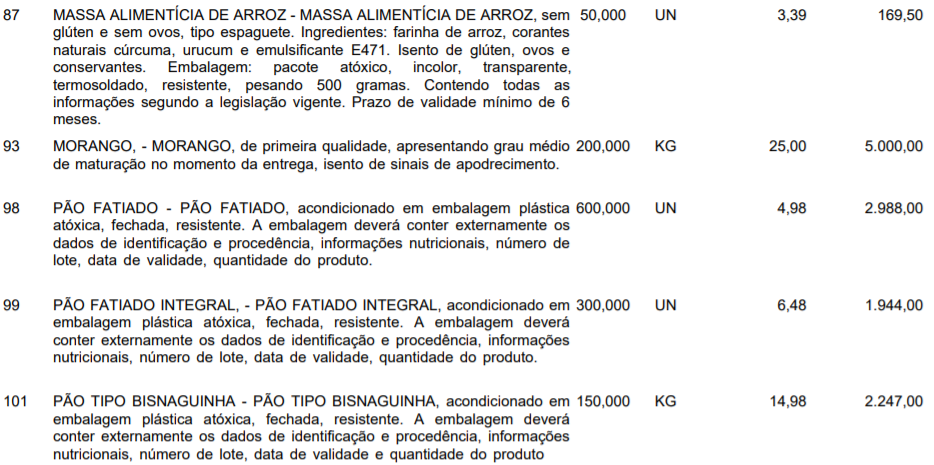 87 MASSA ALIMENTÍCIA DE ARROZ - MASSA ALIMENTÍCIA DE ARROZ, sem 50,000 UN 3,39 169,50
glúten e sem ovos, tipo espaguete. Ingredientes: farinha de arroz, corantes
naturais cúrcuma, urucum e emulsificante E471. Isento de glúten, ovos e
conservantes. Embalagem: pacote atóxico, incolor, transparente,
termosoldado, resistente, pesando 500 gramas. Contendo todas as
informações segundo a legislação vigente. Prazo de validade mínimo de 6
meses.
93 MORANGO, - MORANGO, de primeira qualidade, apresentando grau médio 200,000 KG 25,00 5.000,00
de maturação no momento da entrega, isento de sinais de apodrecimento.
98 PÃO FATIADO - PÃO FATIADO, acondicionado em embalagem plástica 600,000 UN 4,98 2.988,00
atóxica, fechada, resistente. A embalagem deverá conter externamente os
dados de identificação e procedência, informações nutricionais, número de
lote, data de validade, quantidade do produto.
99 PÃO FATIADO INTEGRAL, - PÃO FATIADO INTEGRAL, acondicionado em 300,000 UN 6,48 1.944,00
embalagem plástica atóxica, fechada, resistente. A embalagem deverá
conter externamente os dados de identificação e procedência, informações
nutricionais, número de lote, data de validade, quantidade do produto.
101 PÃO TIPO BISNAGUINHA - PÃO TIPO BISNAGUINHA, acondicionado em 150,000 KG 14,98 2.247,00
embalagem plástica atóxica, fechada, resistente. A embalagem deverá
conter externamente os dados de identificação e procedência, informações
nutricionais, número de lote, data de validade e quantidade do produto